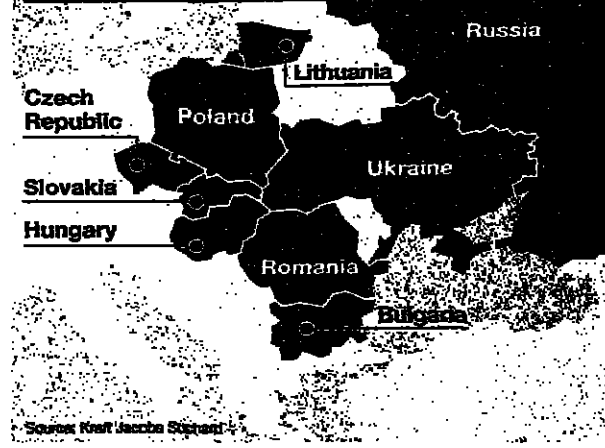 Russia
Lithuania
Czech
Republic
Poland
Ukraine
Slovakia
Hungary
Romania
Bulgaria
Source: Kraft Jacobs Suchard